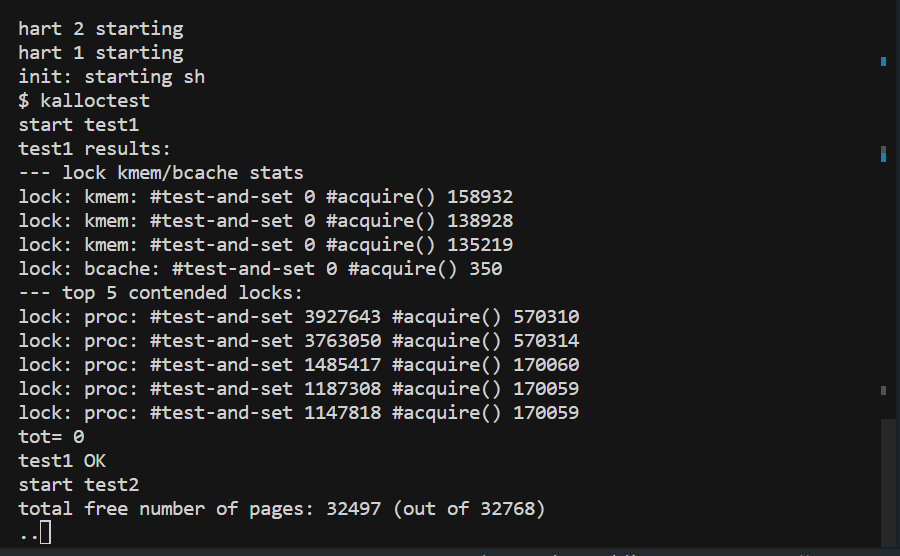 hart 2 starting
hart 1 starting
init: starting sh
$ kalloctest
start test1
test1 results:
--- lock kmem/bcache stats
lock: kmem: #test-and-set 0 #acquire() 158932
lock: kmem: #test-and-set 0 #acquire() 138928
lock: kmem: #test-and-set 0 #acquire() 135219
lock: bcache: #test-and-set 0 #acquire() 350
--- top 5 contended locks:
lock: proc: #test-and-set 3927643 #acquire() 570310
lock: proc: #test-and-set 3763050 #acquire() 570314
lock: proc: #test-and-set 1485417 #acquire() 170060
lock: proc: #test-and-set 1187308 #acquire() 170059
lock: proc: #test-and-set 1147818 #acquire() 170059
tot= 0
test1 OK
start test2
total free number of pages: 32497 (out of 32768)
..